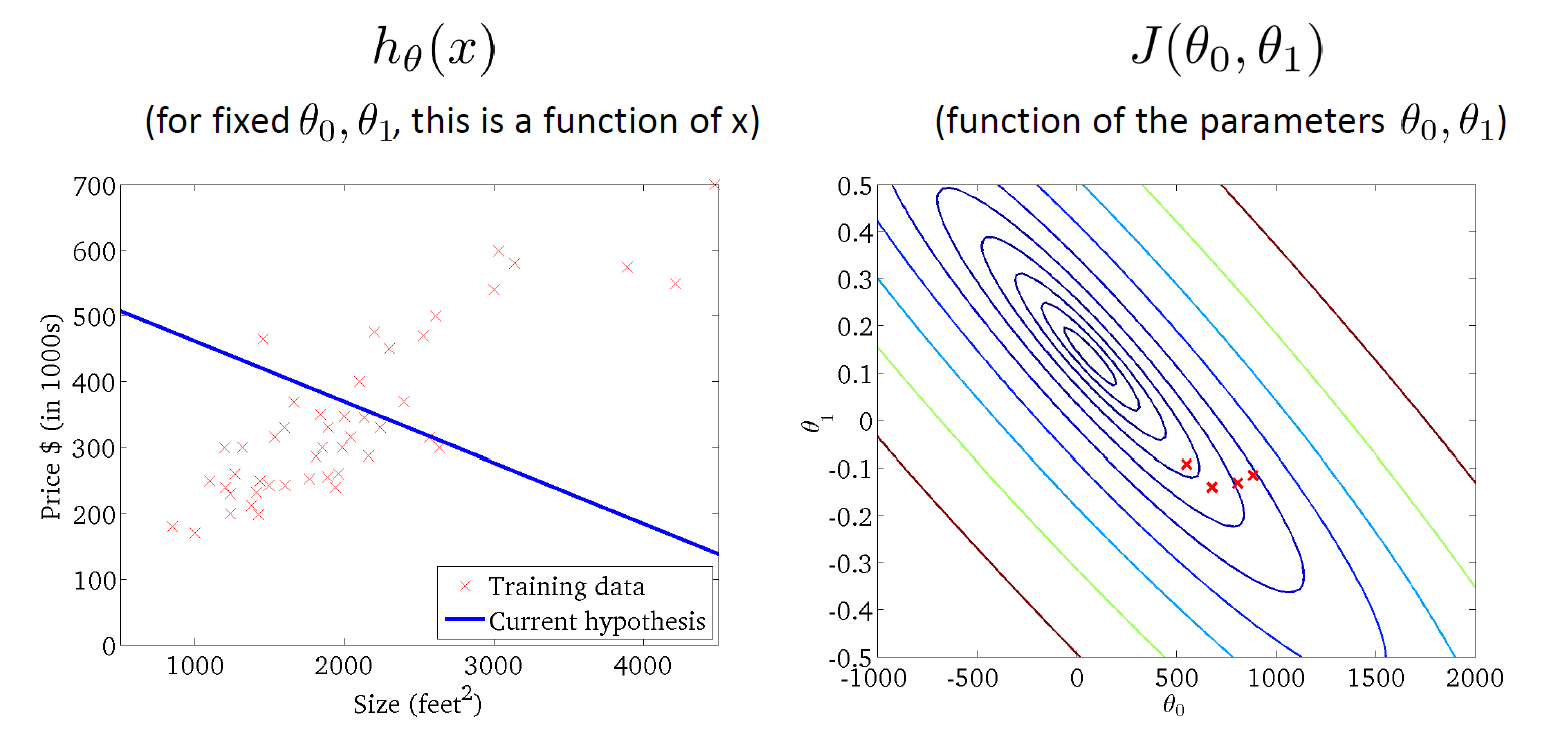 hθ(x)
(for fixed θ0, θ1, this is a function of x)
700
600
500
400
300
200
100
0
Price $ (in 1000s)
1000 2000 3000 4000
Size (feet²)
Training data
Current hypothesis
J(θ0, θ1)
(function of the parameters θ0, θ1)
0.5
0.4
0.3
0.2
0.1
0
-0.1
-0.2
-0.3
-0.4
-0.5
θ1
-1000 -500 0 500 1000 1500 2000
θ0